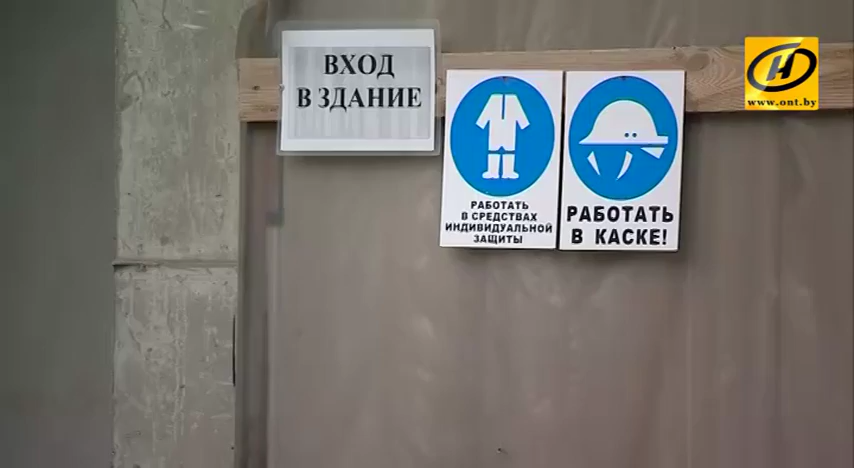 ВХОД
В ЗДАНИЕ
РАБОТАТЬ
В СРЕДСТВАХ
ИНДИВИДУАЛЬНОЙ
ЗАЩИТЫ
РАБОТАТЬ
В КАСКЕ!
www.ont.by